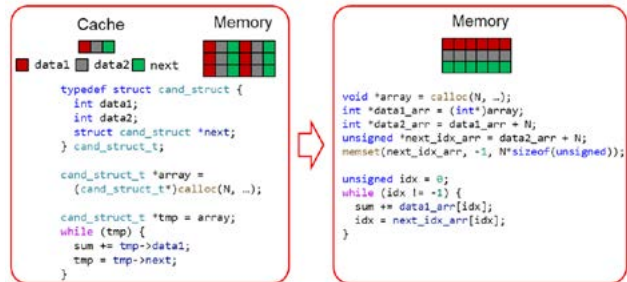 Cache
Memory
data1 data2 next
typedef struct cand_struct {
int data1;
int data2;
struct cand_struct *next;
} cand_struct_t;
cand_struct_t *array =
(cand_struct_t*)calloc(N, …);
cand_struct_t *tmp = array;
while (tmp) {
sum += tmp->data1;
tmp = tmp->next;
}
Memory
void *array = calloc(N, …);
int *data1_arr = (int*)array;
int *data2_arr = data1_arr + N;
unsigned *next_idx_arr = data2_arr + N;
memset(next_idx_arr, -1, N*sizeof(unsigned));
unsigned idx = 0;
while (idx != -1) {
sum += data1_arr[idx];
idx = next_idx_arr[idx];
}